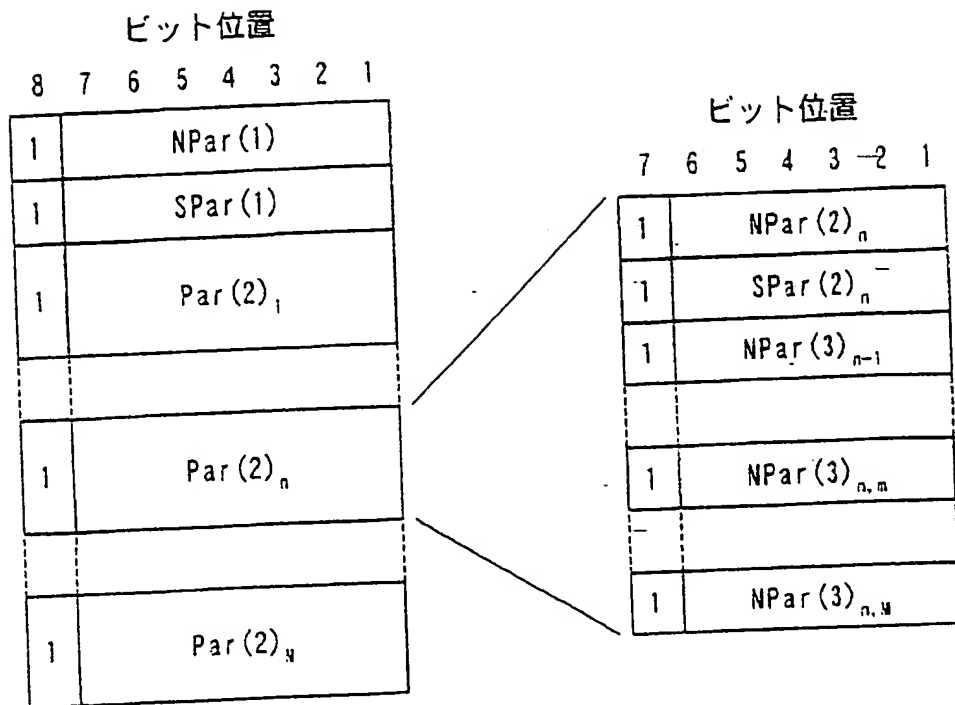 ビット位置
8 7 6 5 4 3 2 1
1 NPar(1)
1 SPar(1)
1 Par(2)₁
1 Par(2)ₙ
1 Par(2)
ビット位置
7 6 5 4 3 2 1
1 NPar(2)ₙ
1 SPar(2)ₙ
1 NPar(3)ₙ₋₁
1 NPar(3)ₙ,ₘ
1 NPar(3)